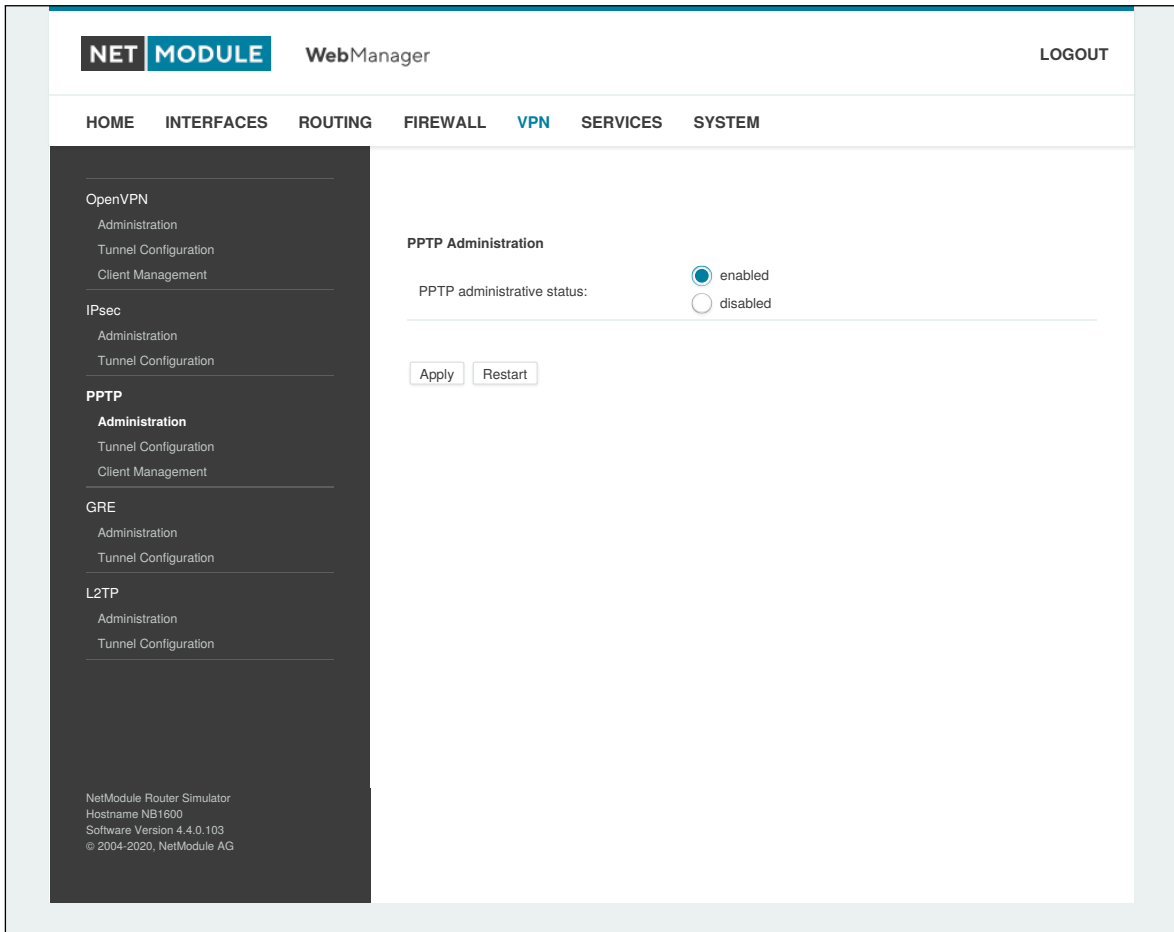 NET MODULE WebManager LOGOUT
HOME INTERFACES ROUTING FIREWALL VPN SERVICES SYSTEM
OpenVPN
Administration
Tunnel Configuration
Client Management
IPsec
Administration
Tunnel Configuration
PPTP
Administration
Tunnel Configuration
Client Management
GRE
Administration
Tunnel Configuration
L2TP
Administration
Tunnel Configuration
NetModule Router Simulator
Hostname NB1600
Software Version 4.4.0.103
© 2004-2020, NetModule AG
PPTP Administration
PPTP administrative status:
enabled
disabled
Apply Restart